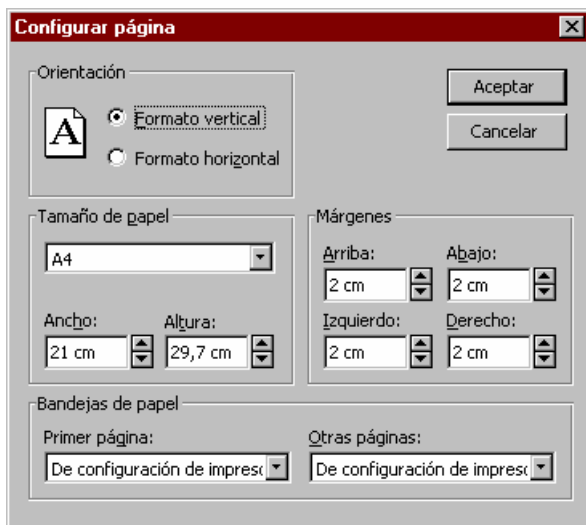 Configurar página
Orientación
A
Formato vertical
Formato horizontal
Aceptar
Cancelar
Tamaño de papel
A4
Ancho:
Altura:
21 cm
29,7 cm
Márgenes
Arriba:
Abajo:
2 cm
2 cm
Izquierdo:
Derecho:
2 cm
2 cm
Bandejas de papel
Primer página:
Otras páginas:
De configuración de impres
De configuración de impres